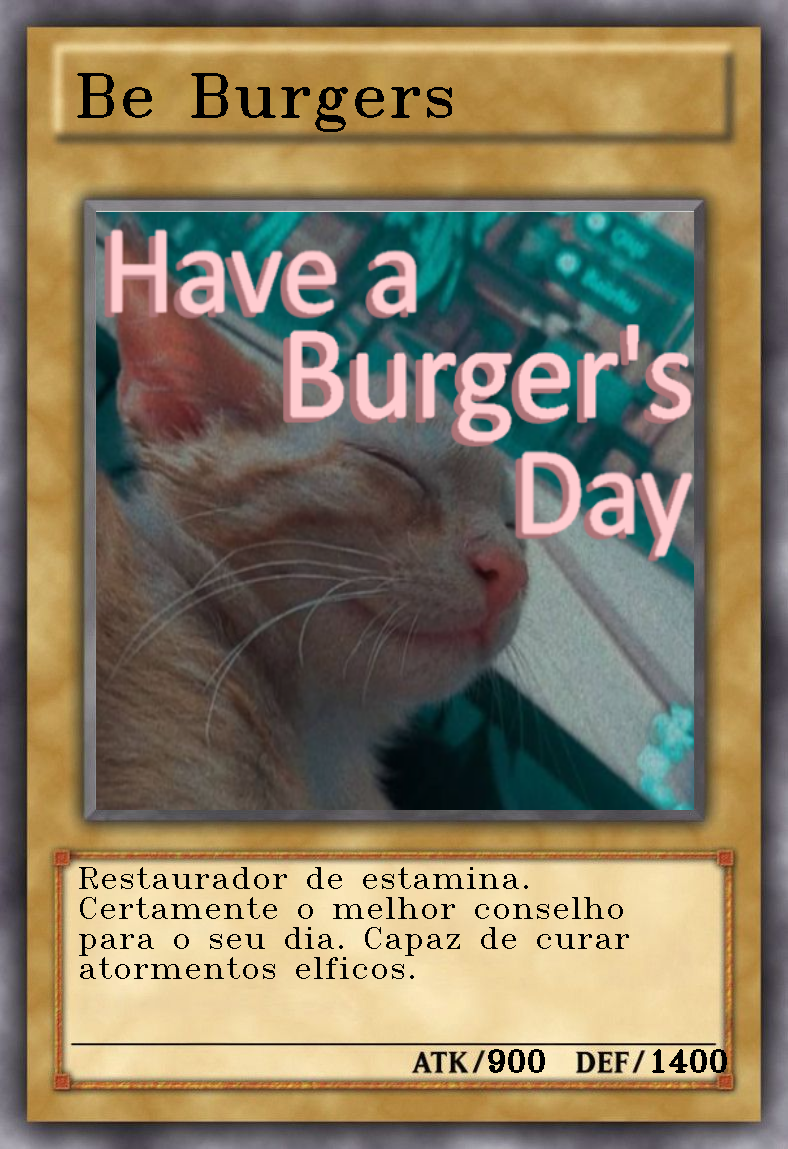 Be Burgers
Have a
Burger's
Day
Restaurador de estamina.
Certamente o melhor conselho
para o seu dia. Capaz de curar
atormentos elficos.
ATK/900 DEF/1400